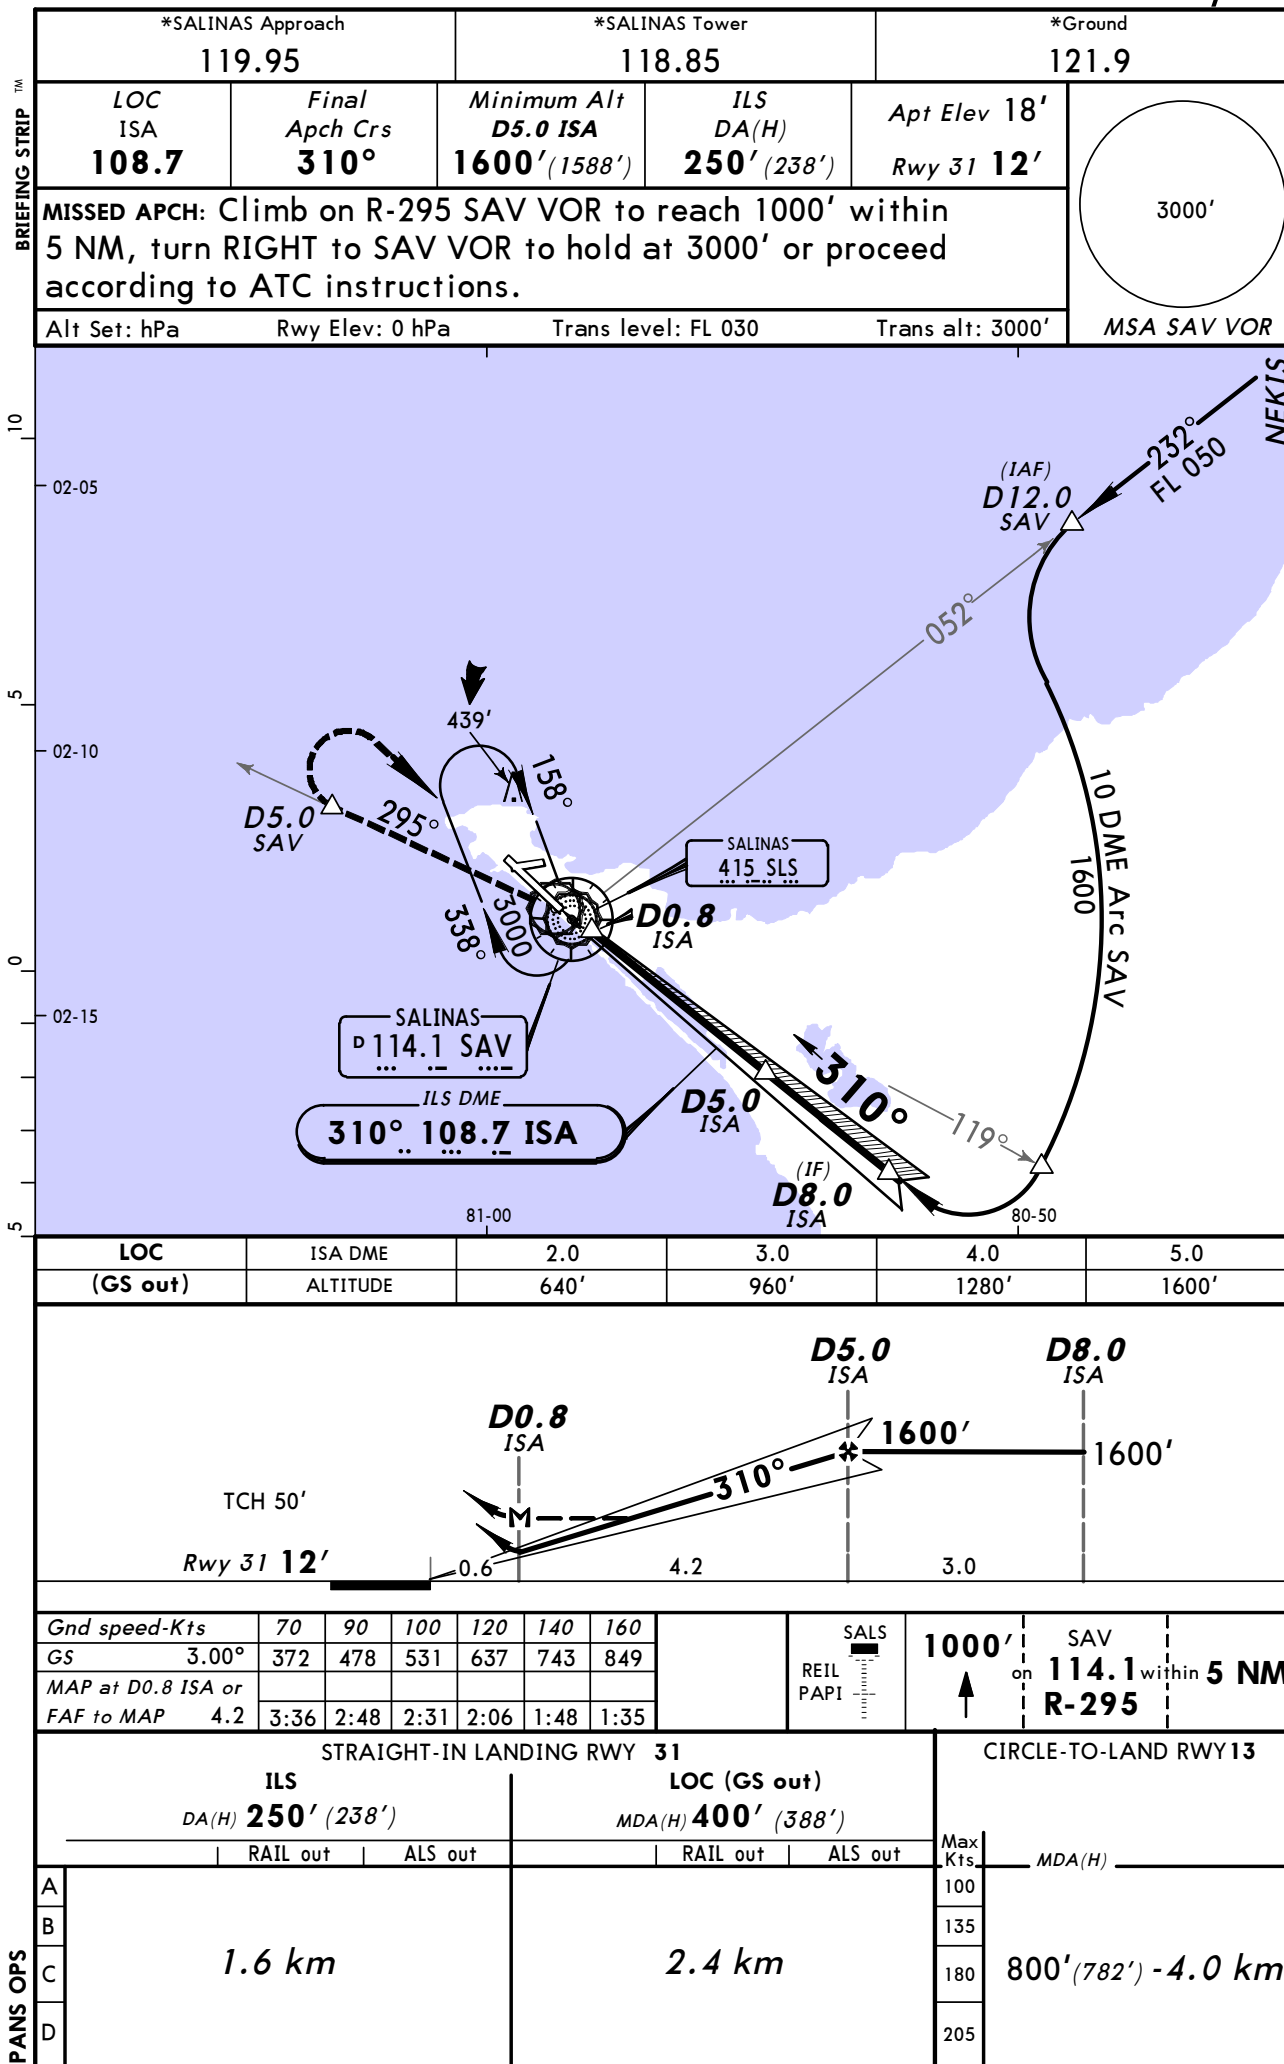 *SALINAS Approach
119.95
*SALINAS Tower
118.85
*Ground
121.9
BRIEFING STRIP ™
LOC
ISA
108.7
Final
Apch Crs
310°
Minimum Alt
D5.0 ISA
1600' (1588')
ILS
DA(H)
250' (238')
Apt Elev 18'
Rwy 31 12'
MISSED APCH: Climb on R-295 SAV VOR to reach 1000' within
5 NM, turn RIGHT to SAV VOR to hold at 3000' or proceed
according to ATC instructions.
Alt Set: hPa Rwy Elev: 0 hPa Trans level: FL 030 Trans alt: 3000'
3000'
MSA SAV VOR
NEKIS
232°
FL 050
(IAF)
D12.0
SAV
02-05
052°
10
5
0
5
439'
02-10
158°
295°
D5.0
SAV
10 DME Arc SAV
1600
SALINAS
415 SLS
D0.8
ISA
338°
3000
02-15
SALINAS
D 114.1 SAV
ILS DME
310° 108.7 ISA
310°
D5.0
ISA
119°
(IF)
D8.0
ISA
81-00
80-50
LOC ISA DME 2.0 3.0 4.0 5.0
(GS out) ALTITUDE 640' 960' 1280' 1600'
D5.0
ISA
D8.0
ISA
D0.8
ISA
1600'
1600'
310°
M
TCH 50'
Rwy 31 12'
0.6 4.2 3.0
Gnd speed-Kts 70 90 100 120 140 160
GS 3.00° 372 478 531 637 743 849
MAP at D0.8 ISA or
FAF to MAP 4.2 3:36 2:48 2:31 2:06 1:48 1:35
SALS
REIL
PAPI
1000'
on
SAV
114.1
R-295
within 5 NM
STRAIGHT-IN LANDING RWY 31
CIRCLE-TO-LAND RWY 13
ILS
DA(H) 250' (238')
LOC (GS out)
MDA(H) 400' (388')
RAIL out ALS out
RAIL out ALS out
Max
Kts
MDA(H)
A
B
C
D
1.6 km
2.4 km
100
135
180
205
800' (782') - 4.0 km
PANS OPS